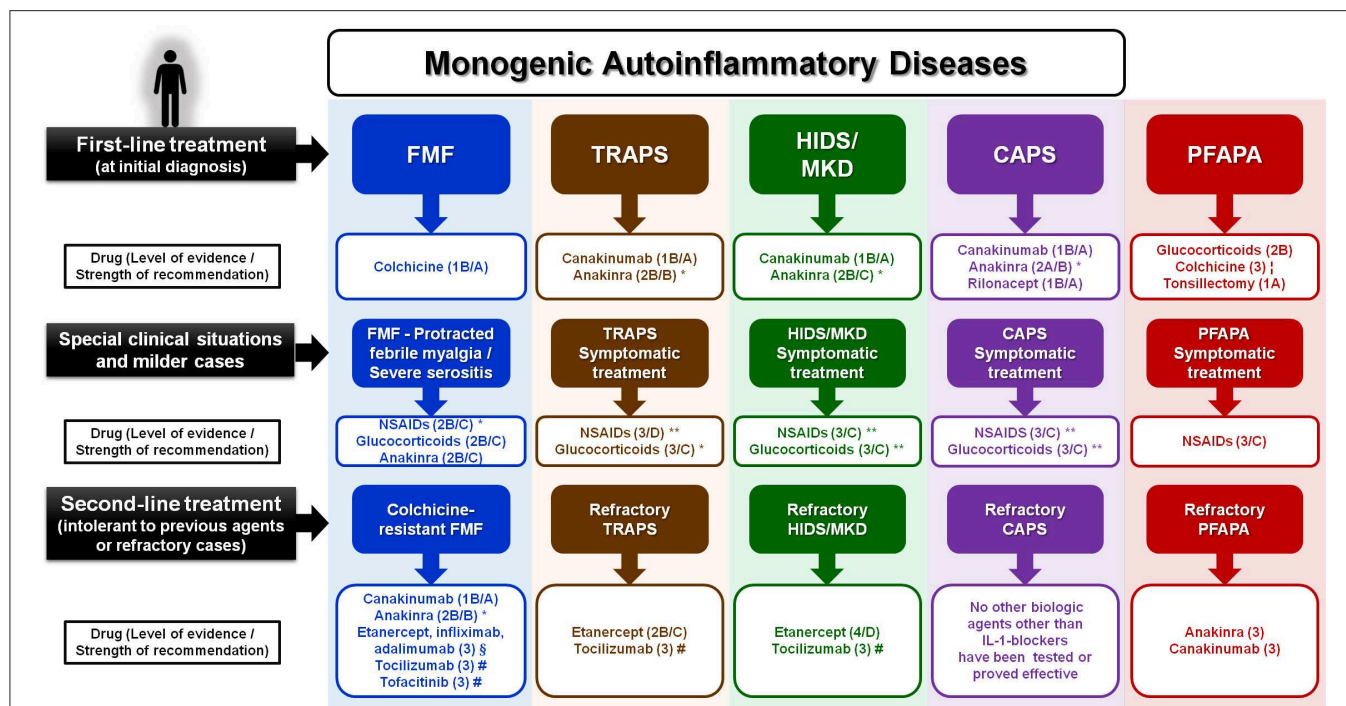 Monogenic Autoinflammatory Diseases
First-line treatment
(at initial diagnosis)
FMF
TRAPS
HIDS/
MKD
CAPS
PFAPA
Drug (Level of evidence /
Strength of recommendation)
Colchicine (1B/A)
Canakinumab (1B/A)
Anakinra (2B/B) *
Canakinumab (1B/A)
Anakinra (2B/C) *
Canakinumab (1B/A)
Anakinra (2A/B) *
Rilonacept (1B/A)
Glucocorticoids (2B)
Colchicine (3) ¦
Tonsillectomy (1A)
Special clinical situations
and milder cases
FMF - Protracted
febrile myalgia /
Severe serositis
TRAPS
Symptomatic
treatment
HIDS/MKD
Symptomatic
treatment
CAPS
Symptomatic
treatment
PFAPA
Symptomatic
treatment
Drug (Level of evidence /
Strength of recommendation)
NSAIDs (2B/C) *
Glucocorticoids (2B/C)
Anakinra (2B/C)
NSAIDs (3/D) **
Glucocorticoids (3/C) *
NSAIDs (3/C) **
Glucocorticoids (3/C) **
NSAIDS (3/C) **
Glucocorticoids (3/C) **
NSAIDs (3/C)
Second-line treatment
(intolerant to previous agents
or refractory cases)
Colchicine-
resistant FMF
Refractory
TRAPS
Refractory
HIDS/MKD
Refractory
CAPS
Refractory
PFAPA
Drug (Level of evidence /
Strength of recommendation)
Canakinumab (1B/A)
Anakinra (2B/B) *
Etanercept, infliximab,
adalimumab (3) §
Tocilizumab (3) #
Tofacitinib (3) #
Etanercept (2B/C)
Tocilizumab (3) #
Etanercept (4/D)
Tocilizumab (3) #
No other biologic
agents other than
IL-1-blockers
have been tested or
proved effective
Anakinra (3)
Canakinumab (3)